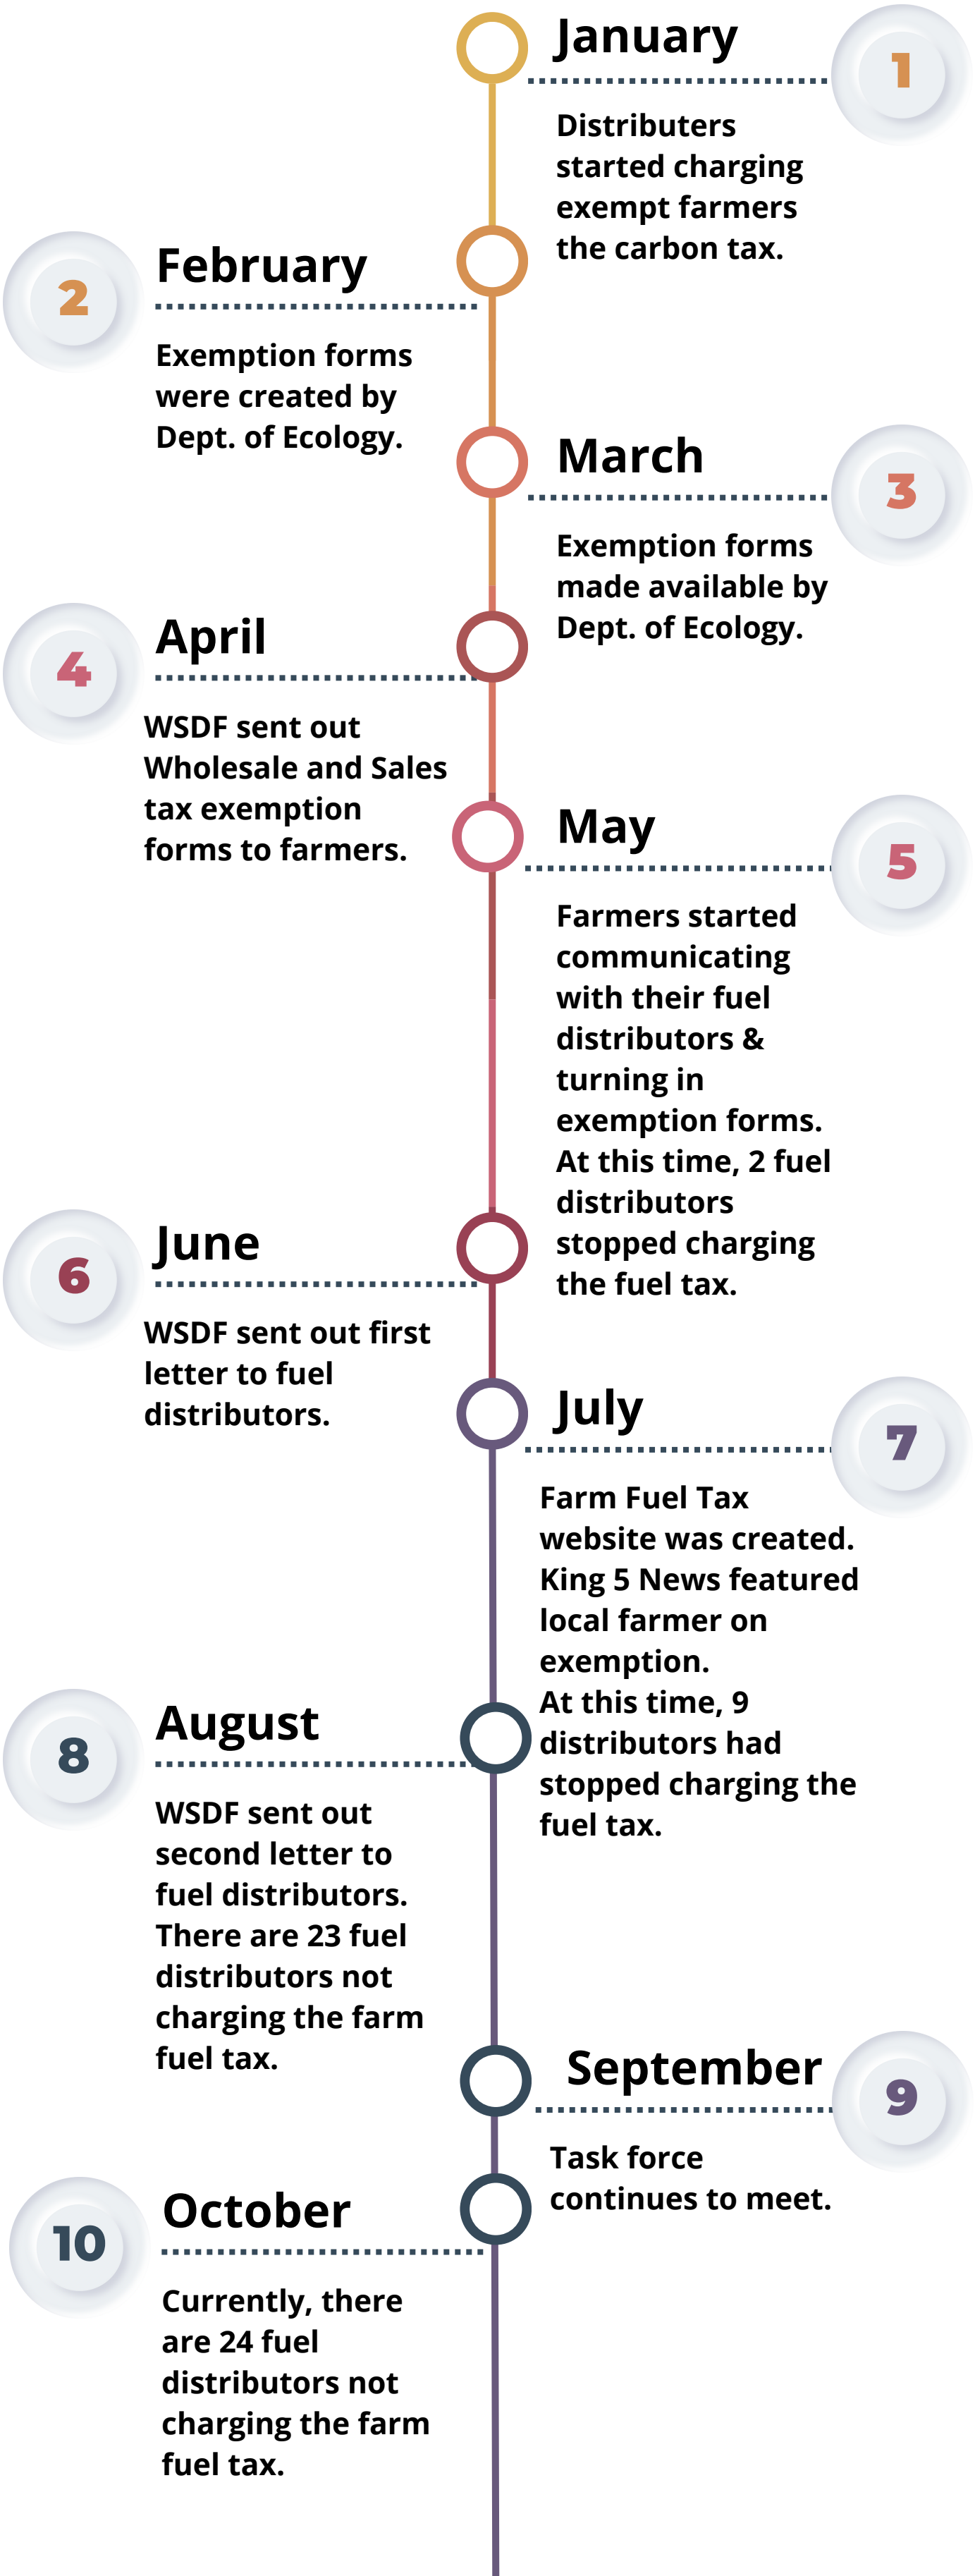 January
1
Distributers
started charging
exempt farmers
the carbon tax.
2
February
Exemption forms
were created by
Dept. of Ecology.
March
3
Exemption forms
made available by
Dept. of Ecology.
4
April
WSDF sent out
Wholesale and Sales
tax exemption
forms to farmers.
May
5
Farmers started
communicating
with their fuel
distributors &
turning in
exemption forms.
At this time, 2 fuel
distributors
stopped charging
the fuel tax.
6
June
WSDF sent out first
letter to fuel
distributors.
July
7
Farm Fuel Tax
website was created.
King 5 News featured
local farmer on
exemption.
At this time, 9
distributors had
stopped charging the
fuel tax.
8
August
WSDF sent out
second letter to
fuel distributors.
There are 23 fuel
distributors not
charging the farm
fuel tax.
September
9
Task force
continues to meet.
10
October
Currently, there
are 24 fuel
distributors not
charging the farm
fuel tax.